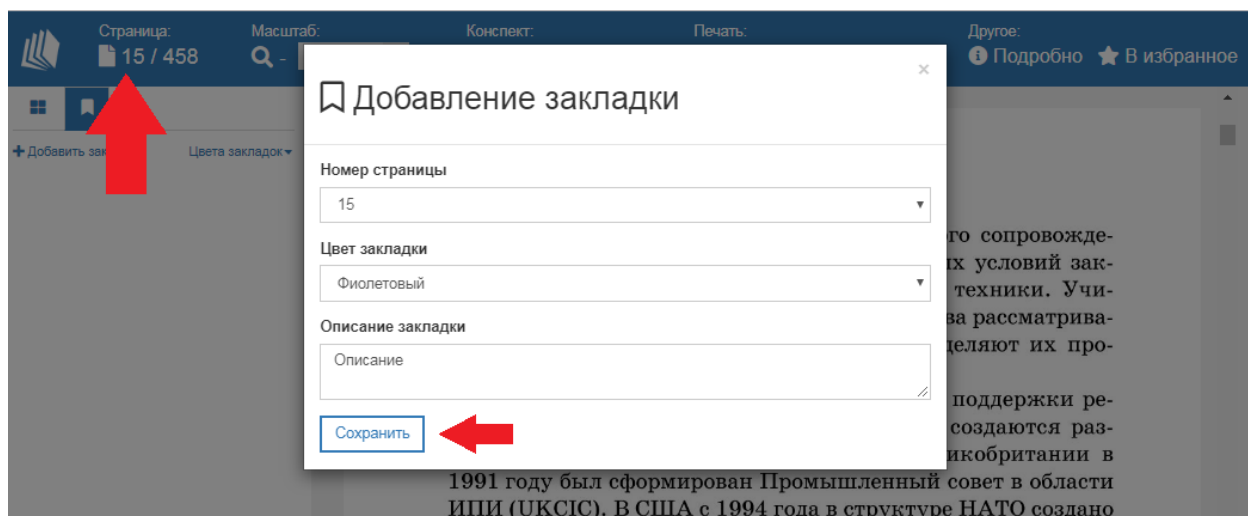 Страница: Масштаб: Конспект: Печать: Другое:
15 / 458 - Подробно В избранное
×
Добавление закладки
+ Добавить Цвета закладок
Номер страницы
15
Цвет закладки
Фиолетовый
Описание закладки
Описание
Сохранить
го сопровожде-
х условий зак-
техники. Учи-
ва рассматрива-
еляют их про-
поддержки ре-
создаются раз-
икобритании в
1991 году был сформирован Промышленный совет в области
ИПИ (UKCIC). В США с 1994 года в структуре НАТО создано